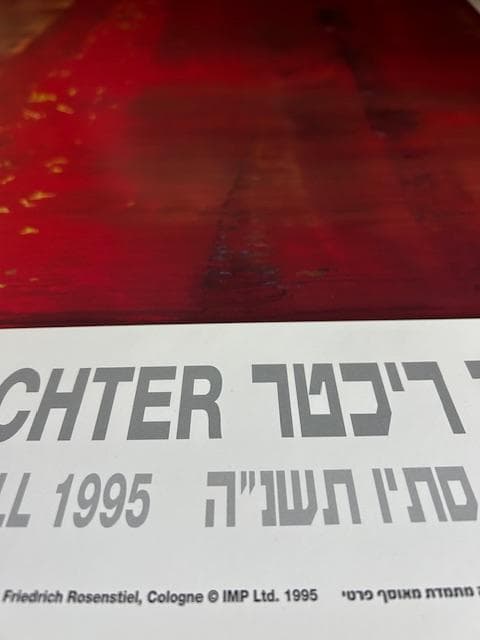 CHTER ריכטר
LL 1995 סתיו תשנ"ה
Friedrich Rosenstiel, Cologne © IMP Ltd. 1995 ה מתמדת מאוסף פרטי